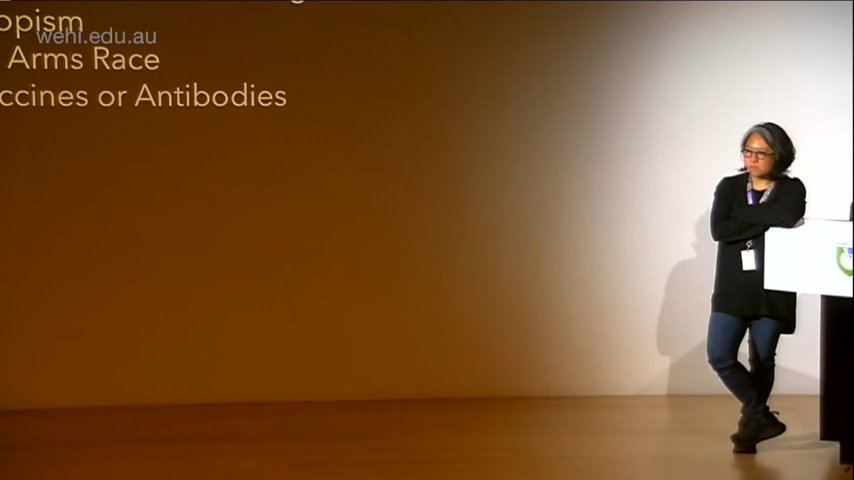 opism
wehi.edu.au
Arms Race
ccines or Antibodies